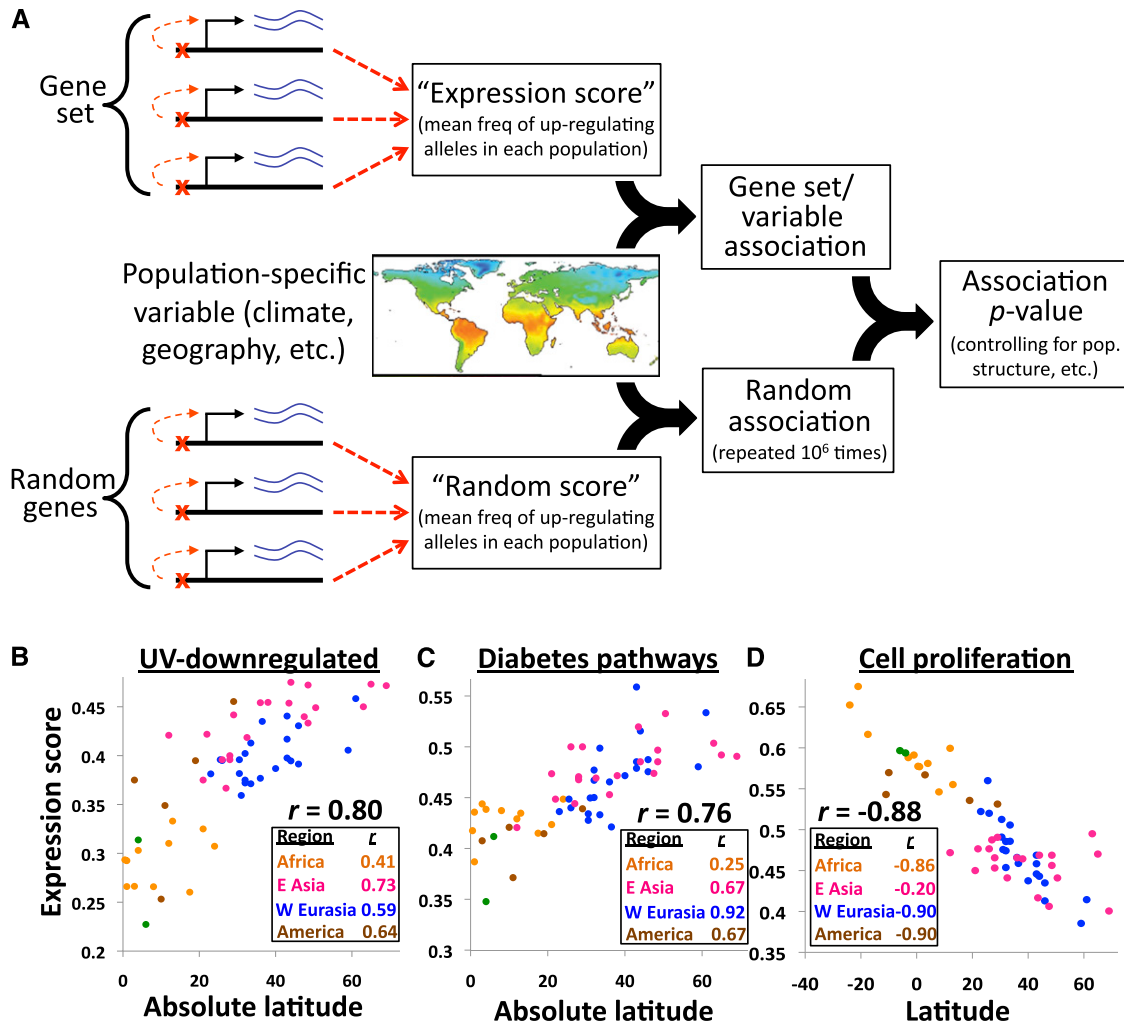 A
Gene
set
X
X
X
“Expression score”
(mean freq of up-regulating
alleles in each population)
Gene set/
variable
association
Population-specific
variable (climate,
geography, etc.)
Association
p-value
(controlling for pop.
structure, etc.)
Random
association
(repeated 10⁶ times)
Random
genes
X
X
X
“Random score”
(mean freq of up-regulating
alleles in each population)
B
UV-downregulated
Expression score
0.45
0.4
0.35
0.3
0.25
0.2
r = 0.80
Region r
Africa 0.41
E Asia 0.73
W Eurasia 0.59
America 0.64
0 20 40 60
Absolute latitude
C
Diabetes pathways
0.55
0.5
0.45
0.4
0.35
0.3
r = 0.76
Region r
Africa 0.25
E Asia 0.67
W Eurasia 0.92
America 0.67
0 20 40 60
Absolute latitude
D
Cell proliferation
0.65
0.6
0.55
0.5
0.45
0.4
0.35
r = -0.88
Region r
Africa -0.86
E Asia -0.20
W Eurasia -0.90
America -0.90
-40 -20 0 20 40 60
Latitude